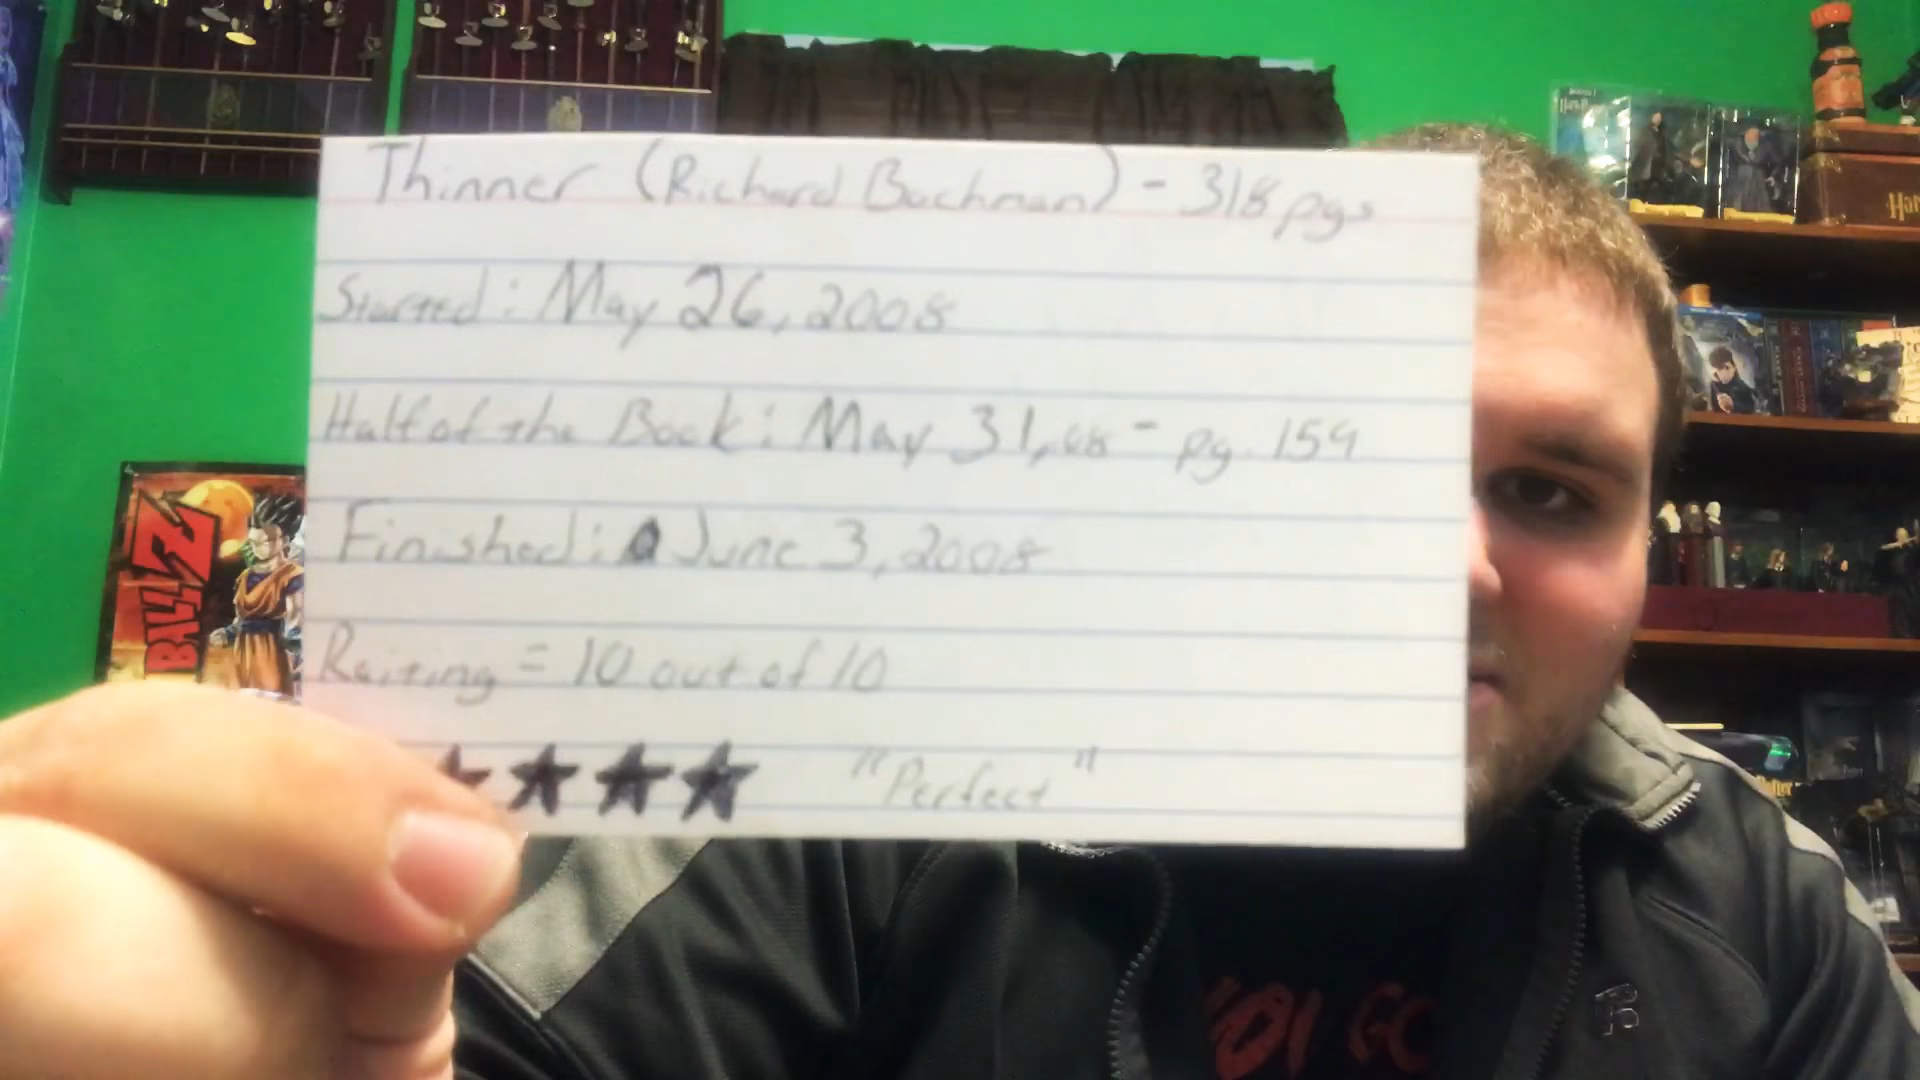 Thinner (Richard Bachman) - 318 pgs
Started: May 26, 2008
Half of the Book: May 31, 08 - pg. 159
Finished: June 3, 2008
Raiting = 10 out of 10
★ ★ ★ ★ "Perfect"
BALL Z